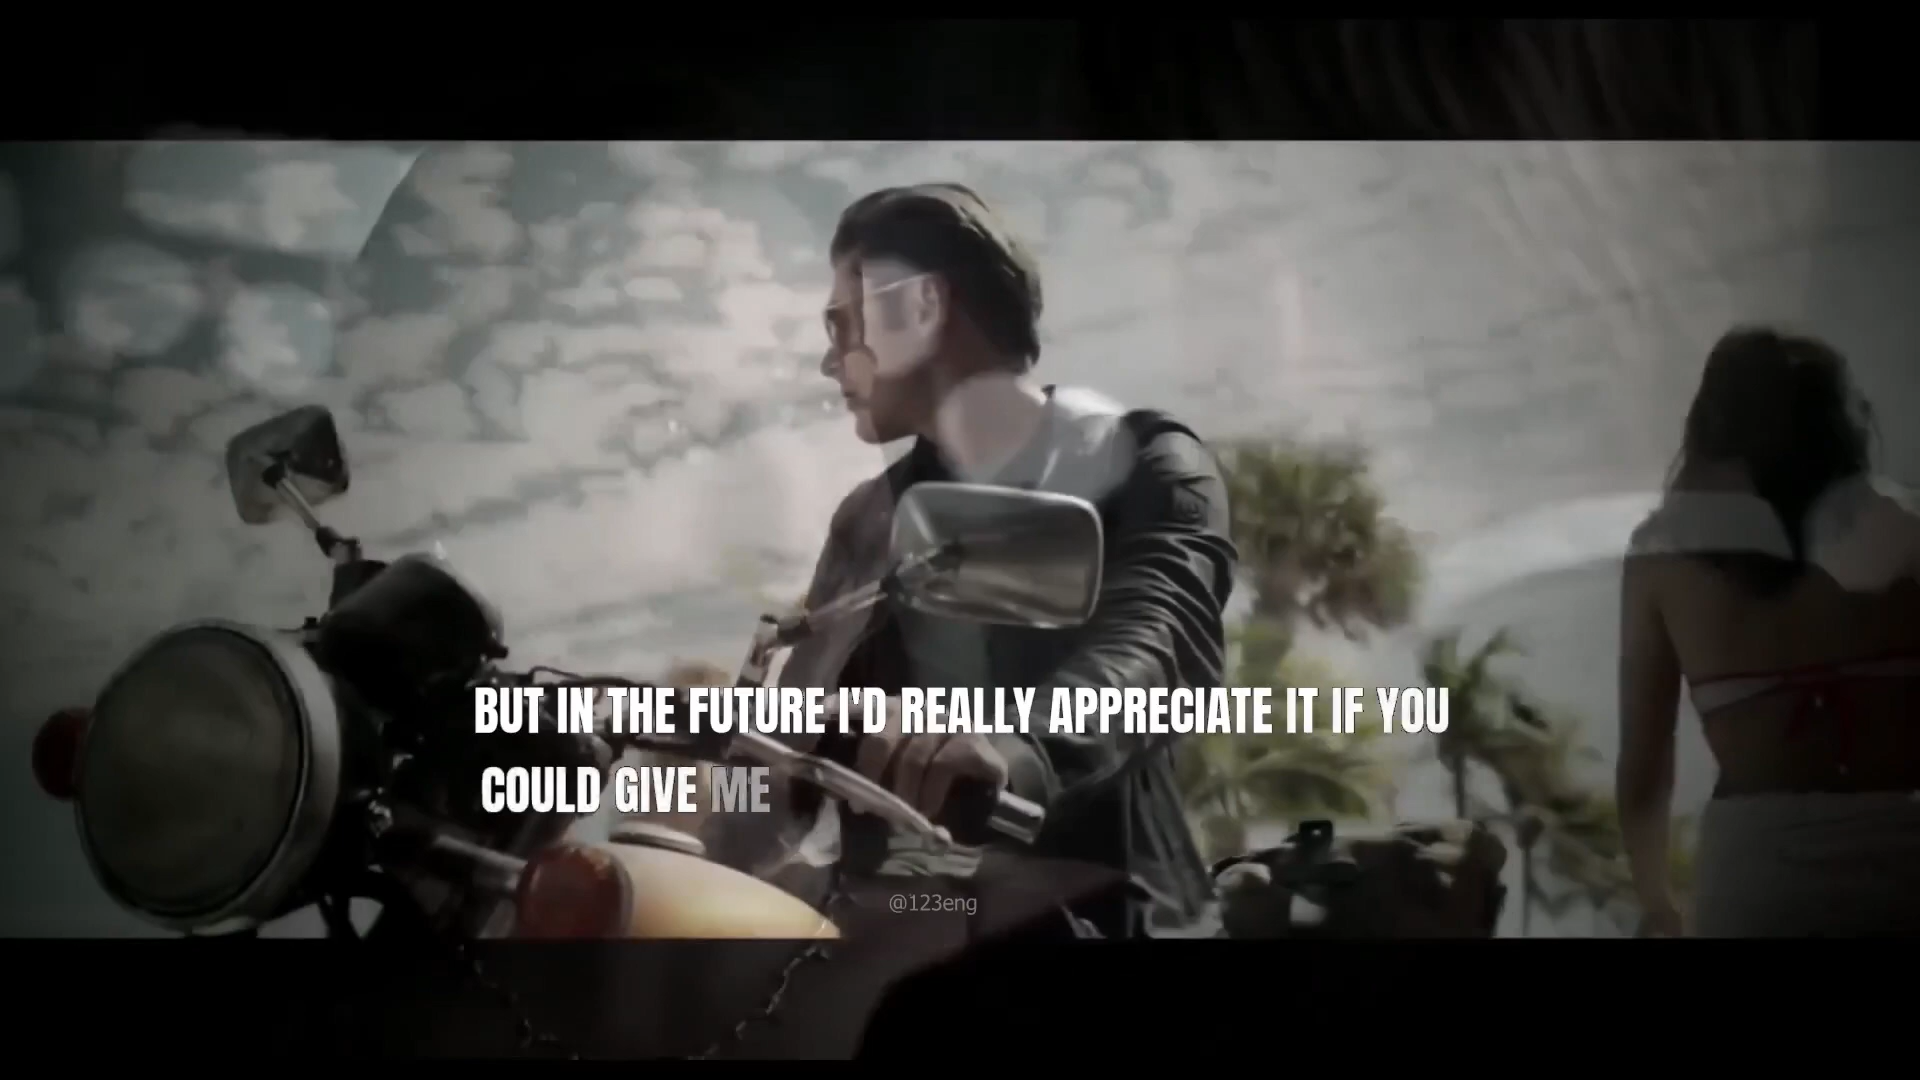 BUT IN THE FUTURE I'D REALLY APPRECIATE IT IF YOU
COULD GIVE ME
@123eng